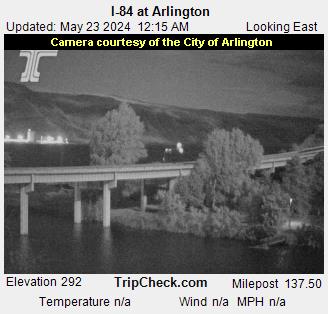 I-84 at Arlington
Updated: May 23 2024 12:15 AM Looking East
Camera courtesy of the City of Arlington
Elevation 292 TripCheck.com Milepost 137.50
Temperature n/a Wind n/a MPH n/a